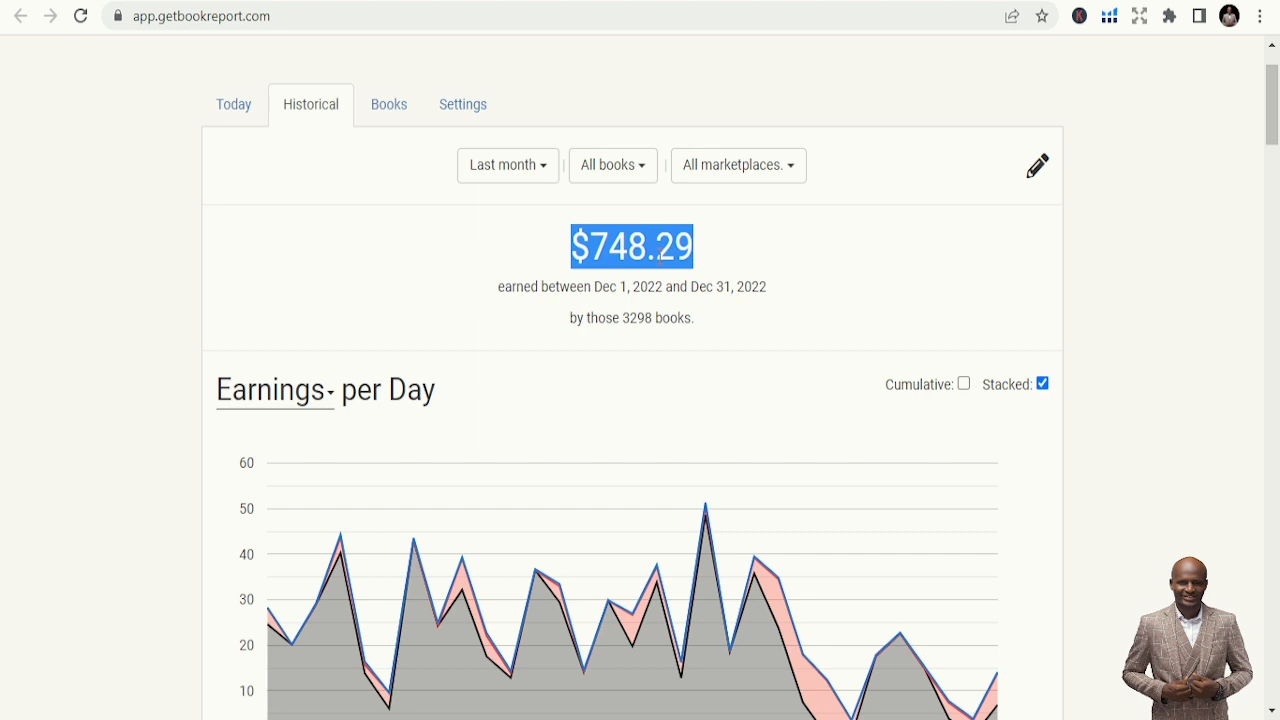 app.getbookreport.com
Today Historical Books Settings
Last month | All books | All marketplaces.
$748.29
earned between Dec 1, 2022 and Dec 31, 2022
by those 3298 books.
Earnings per Day
Cumulative: Stacked:
60
50
40
30
20
10